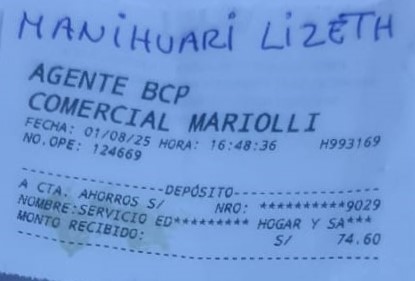 MANIHUARI LIZETH
AGENTE BCP
COMERCIAL MARIOLLI
FECHA: 01/08/25 HORA: 16:48:36 H993169
NO.OPE: 124669
--------------------DEPÓSITO--------------------
A CTA. AHORROS S/ NRO: **********9029
NOMBRE:SERVICIO ED********* HOGAR Y SA***
MONTO RECIBIDO: S/ 74.60
------------------------------------------------